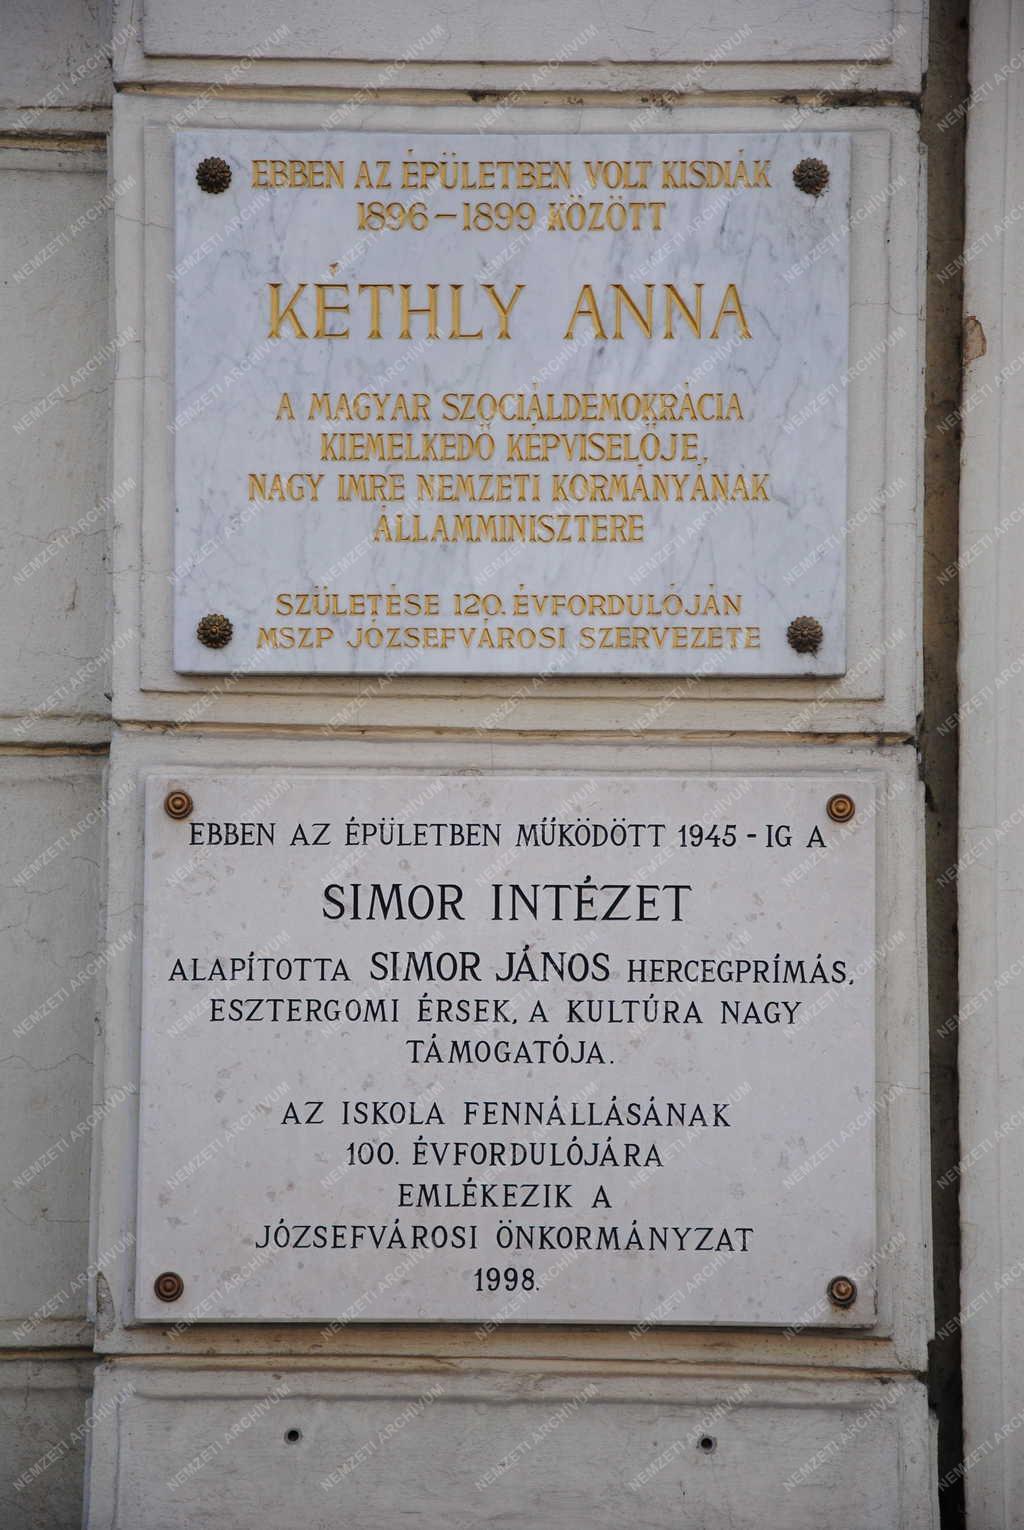 EBBEN AZ ÉPÜLETBEN VOLT KISDIÁK
1896-1899 KÖZÖTT
KÉTHLY ANNA
A MAGYAR SZOCIÁLDEMOKRÁCIA
KIEMELKEDŐ KÉPVISELŐJE,
NAGY IMRE NEMZETI KORMÁNYÁNAK
ÁLLAMMINISZTERE
SZÜLETÉSE 120. ÉVFORDULÓJÁN
MSZP JÓZSEFVÁROSI SZERVEZETE
EBBEN AZ ÉPÜLETBEN MŰKÖDÖTT 1945-IG A
SIMOR INTÉZET
ALAPÍTOTTA SIMOR JÁNOS HERCEGPRÍMÁS,
ESZTERGOMI ÉRSEK, A KULTÚRA NAGY
TÁMOGATÓJA.
AZ ISKOLA FENNÁLLÁSÁNAK
100. ÉVFORDULÓJÁRA
EMLÉKEZIK A
JÓZSEFVÁROSI ÖNKORMÁNYZAT
1998.
NEMZETI ARCHÍVUM